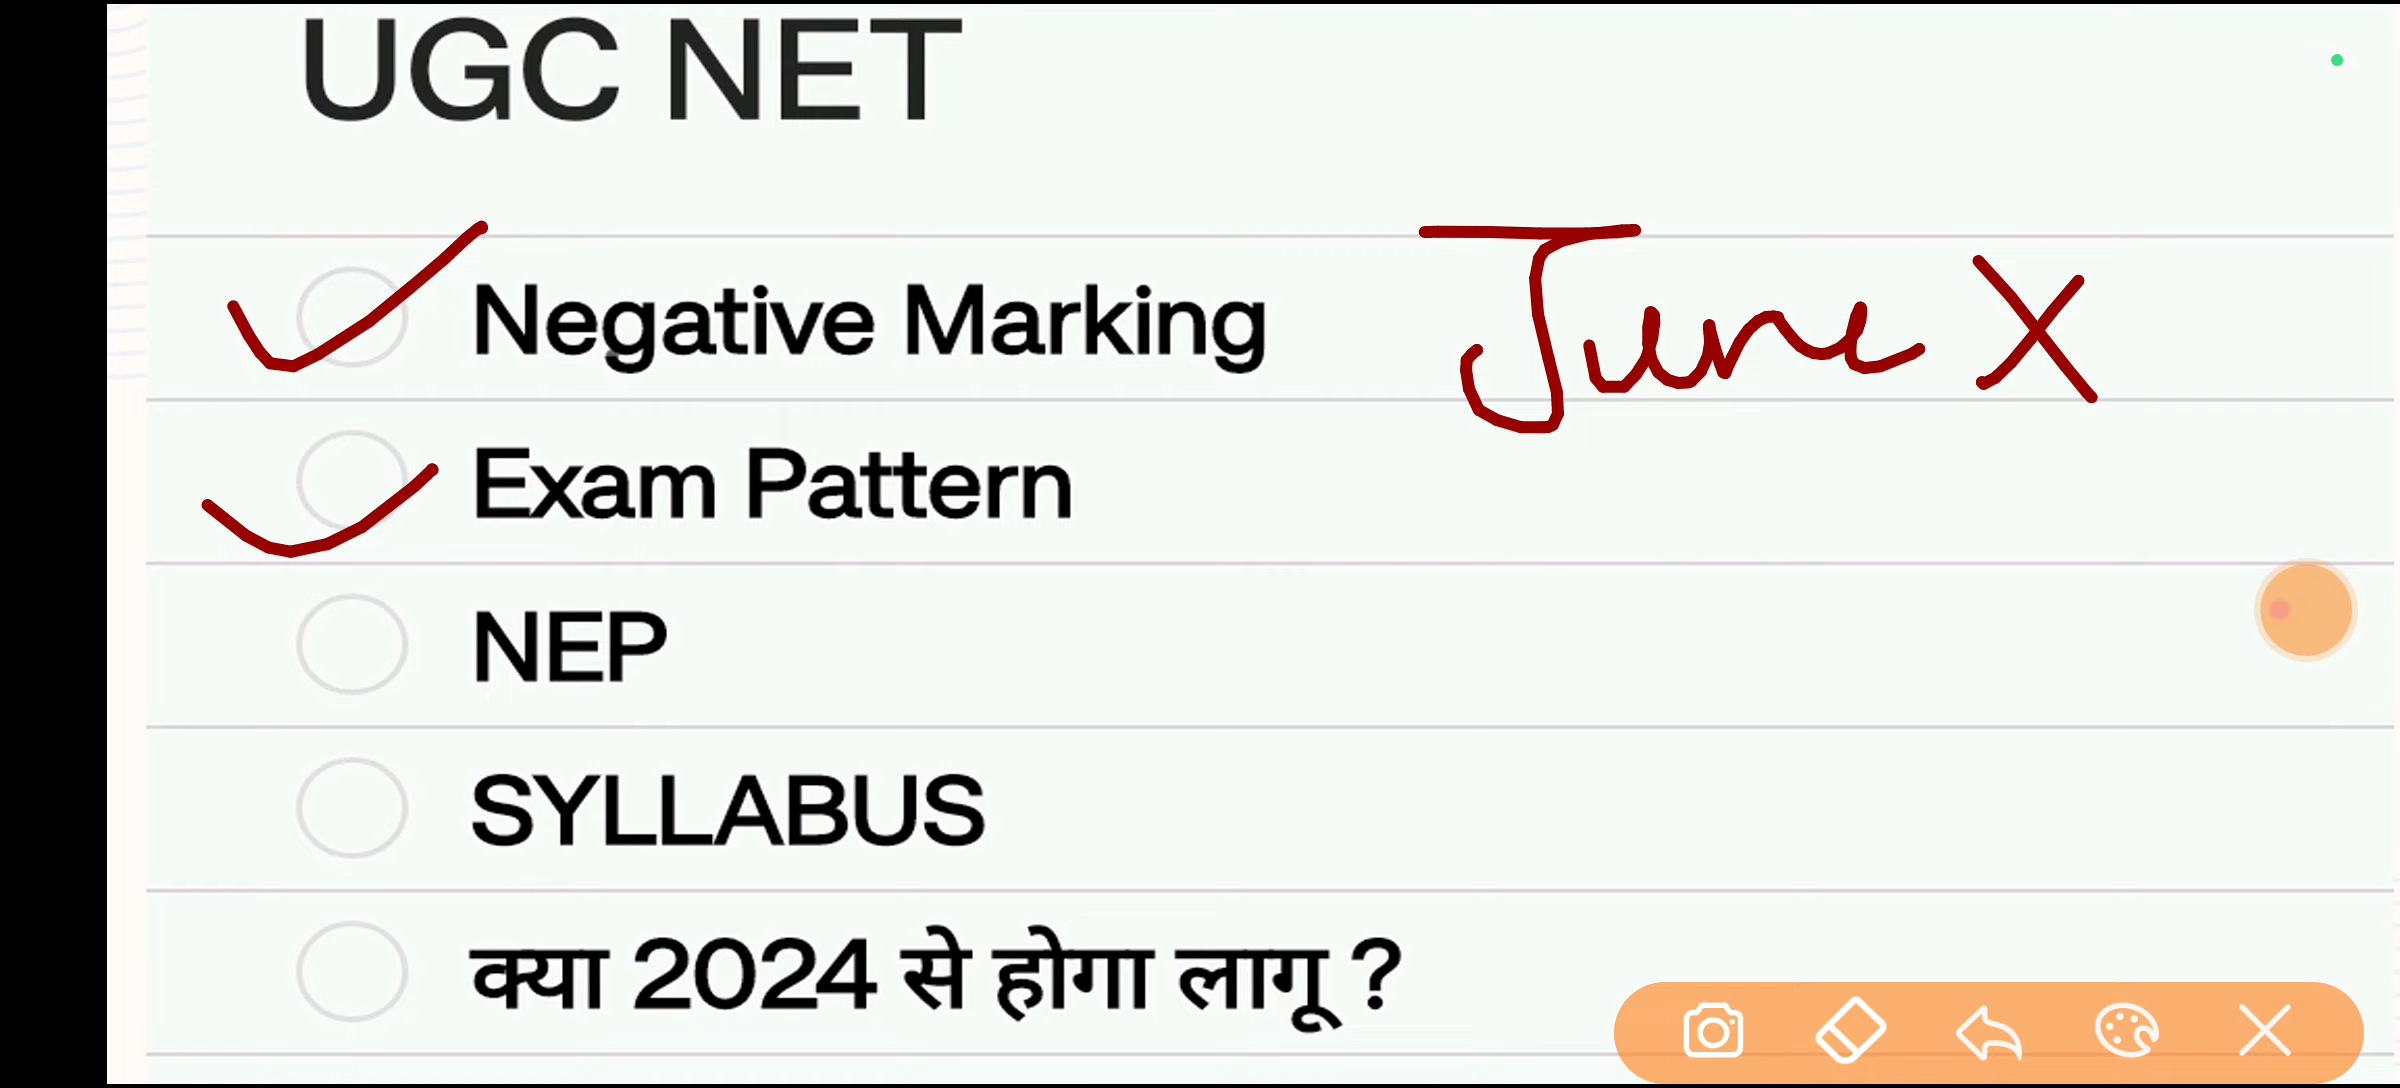 UGC NET
Negative Marking June X
Exam Pattern
NEP
SYLLABUS
क्या 2024 से होगा लागू ?